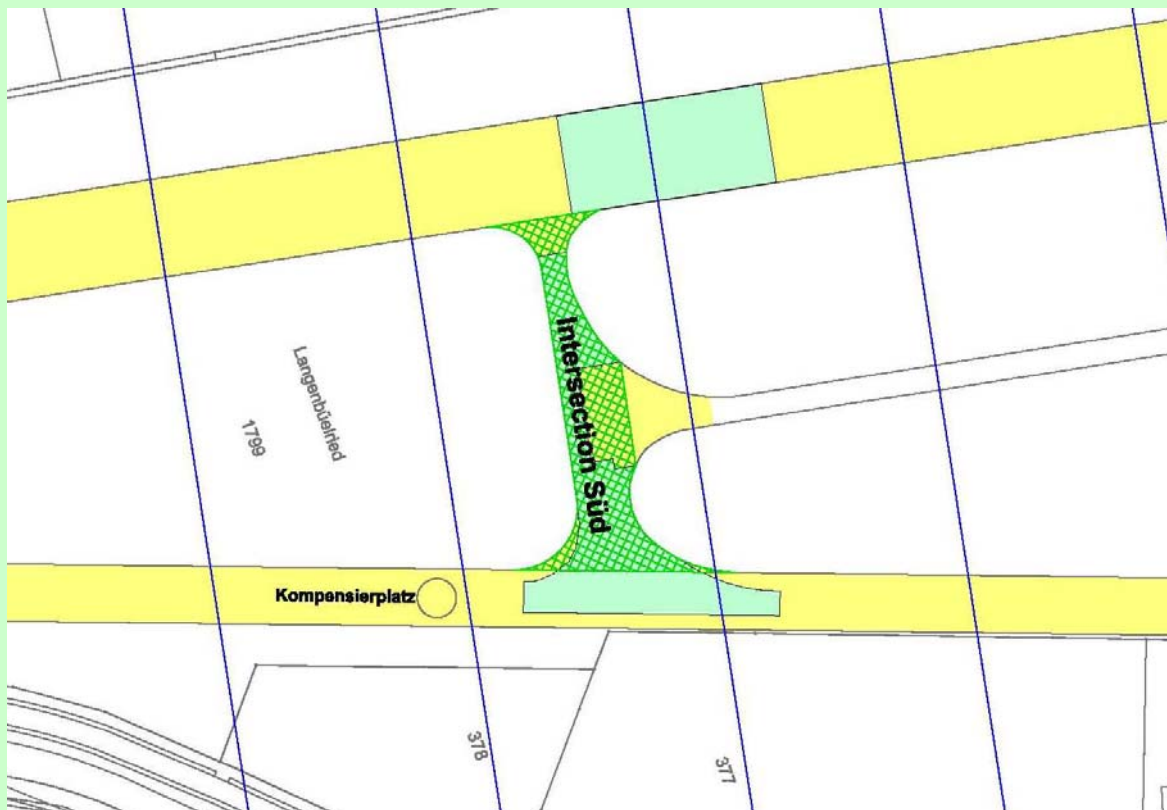 Intersection Süd
Langenbüelried
1799
Kompensierplatz
378
377